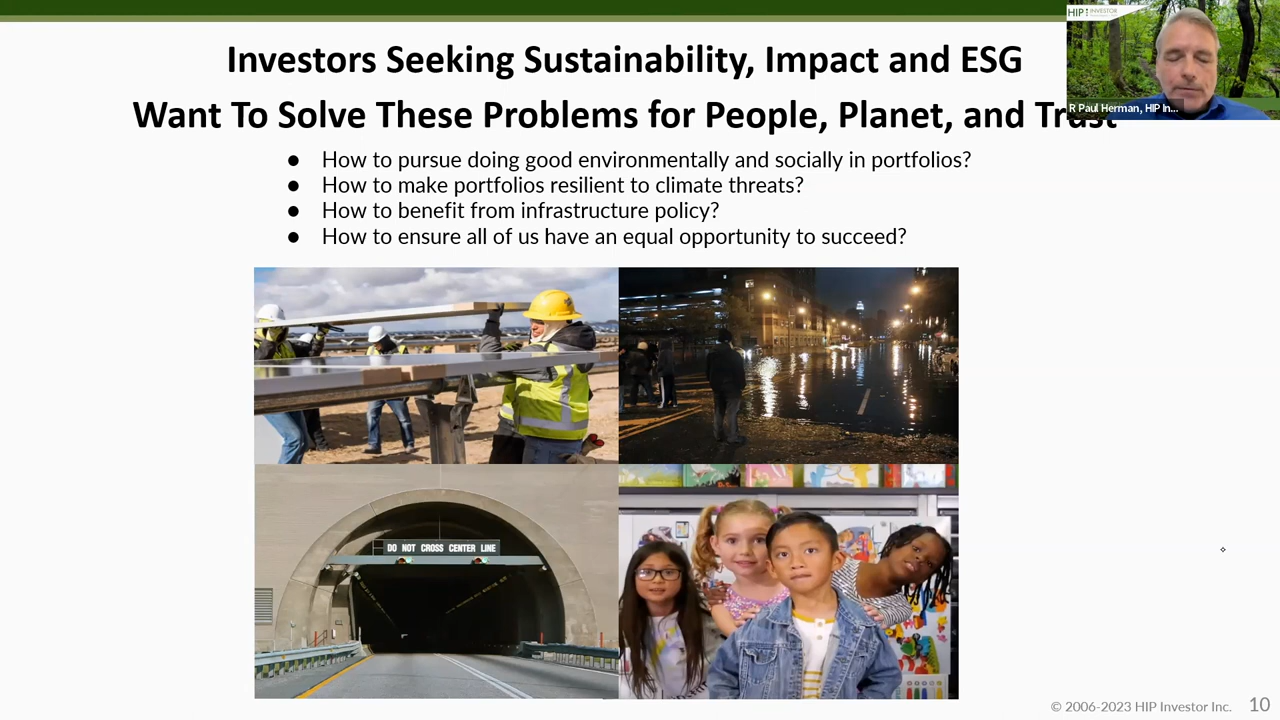 Investors Seeking Sustainability, Impact and ESG
Want To Solve These Problems for People, Planet, and Trust
● How to pursue doing good environmentally and socially in portfolios?
● How to make portfolios resilient to climate threats?
● How to benefit from infrastructure policy?
● How to ensure all of us have an equal opportunity to succeed?
HIP INVESTOR
R Paul Herman, HIP In...
DO NOT CROSS CENTER LINE
© 2006-2023 HIP Investor Inc. 10